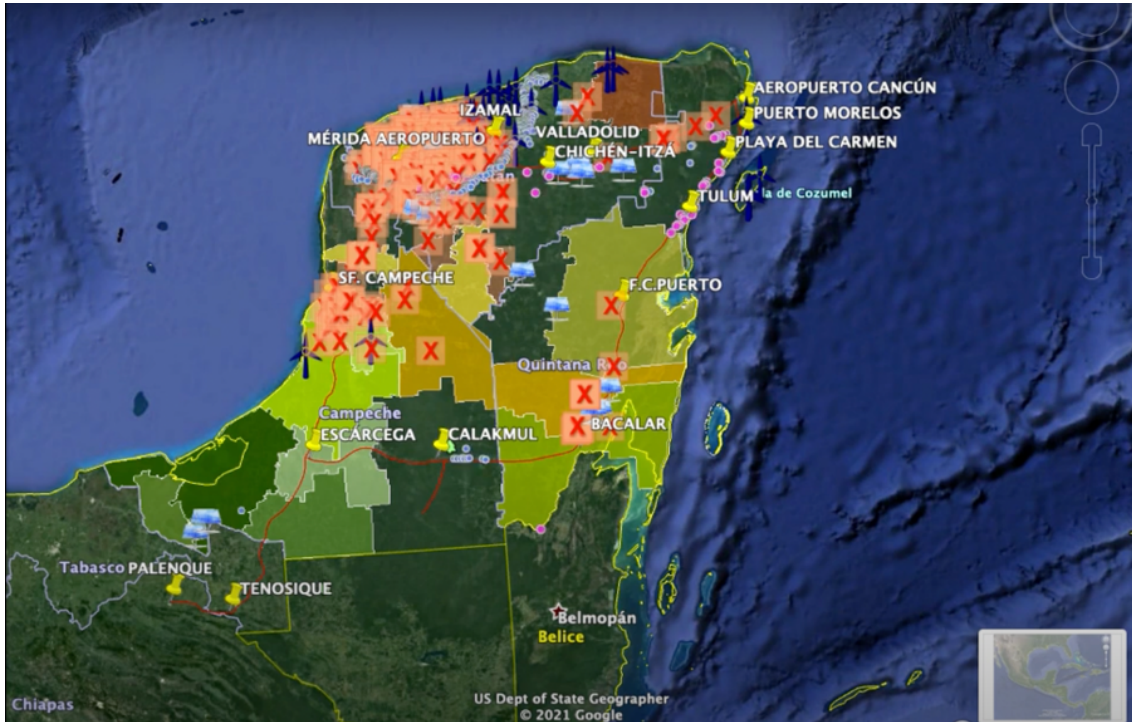 AEROPUERTO CANCÚN
IZAMAL
PUERTO MORELOS
MÉRIDA AEROPUERTO
VALLADOLID
PLAYA DEL CARMEN
CHICHÉN-ITZÁ
TULUM
la de Cozumel
SF. CAMPECHE
F.C.PUERTO
Quintana
Campeche
BACALAR
ESCÁRCEGA
CALAKMUL
Tabasco
PALENQUE
TENOSIQUE
Belmopán
Belice
Chiapas
US Dept of State Geographer
© 2021 Google